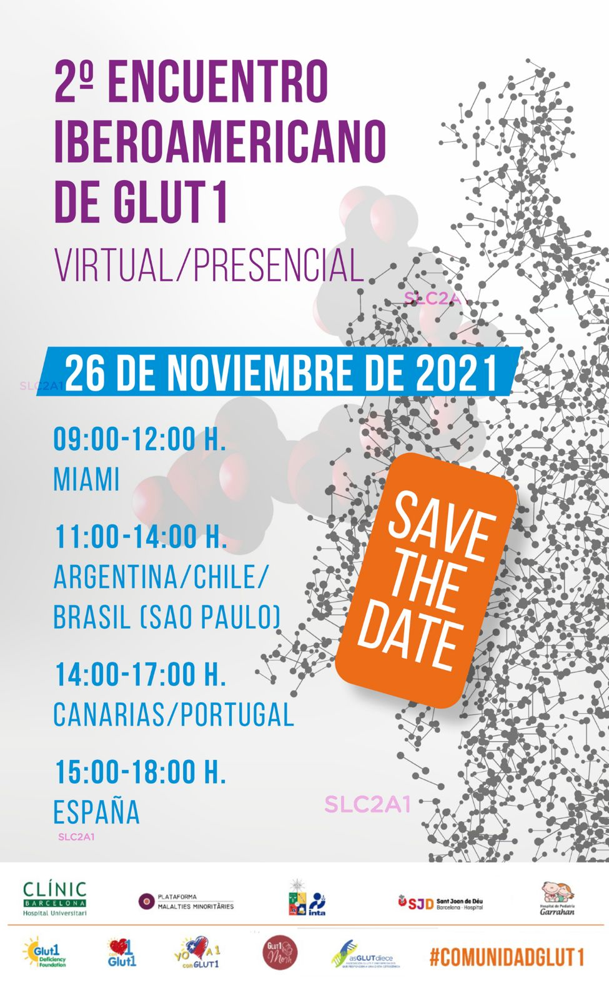 2º ENCUENTRO
IBEROAMERICANO
DE GLUT1
VIRTUAL/PRESENCIAL
SLC2A1
26 DE NOVIEMBRE DE 2021
SLC2A1
09:00-12:00 H.
MIAMI
SAVE
THE
DATE
11:00-14:00 H.
ARGENTINA/CHILE/
BRASIL (SAO PAULO)
14:00-17:00 H.
CANARIAS/PORTUGAL
15:00-18:00 H.
ESPAÑA
SLC2A1
SLC2A1
CLÍNIC
BARCELONA
Hospital Universitari
PLATAFORMA
MALALTIES MINORITÀRIES
inta
SJD Sant Joan de Déu
Barcelona · Hospital
Hospital de Pediatría
Garrahan
Glut1
Deficiency
Foundation
1
con
Glut1
YO A 1
con GLUT1
Glut1
Mom
asGLUTdiece
#COMUNIDADGLUT1